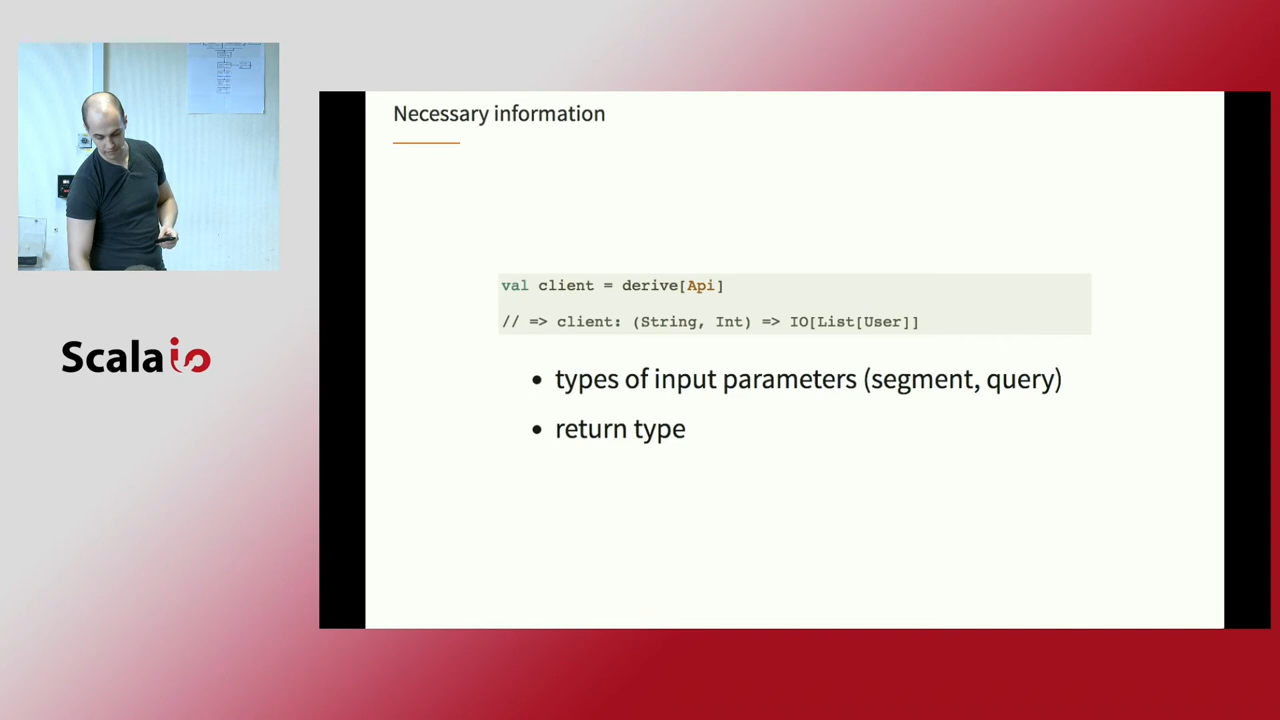 Necessary information
val client = derive[Api]
// => client: (String, Int) => IO[List[User]]
• types of input parameters (segment, query)
• return type
Scala io